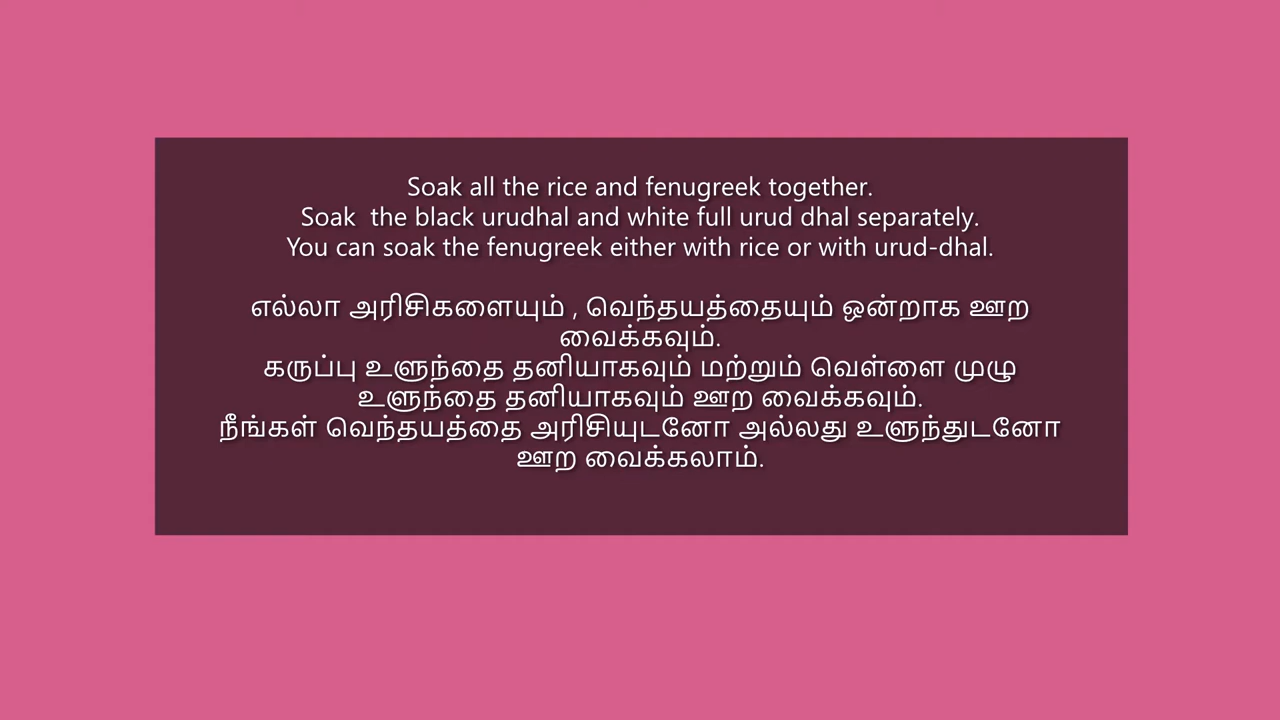 Soak all the rice and fenugreek together.
Soak  the black urudhal and white full urud dhal separately.
You can soak the fenugreek either with rice or with urud-dhal.
எல்லா அரிசிகளையும் , வெந்தயத்தையும் ஒன்றாக ஊற
வைக்கவும்.
கருப்பு உளுந்தை தனியாகவும் மற்றும் வெள்ளை முழு
உளுந்தை தனியாகவும் ஊற வைக்கவும்.
நீங்கள் வெந்தயத்தை அரிசியுடனோ அல்லது உளுந்துடனோ
ஊற வைக்கலாம்.